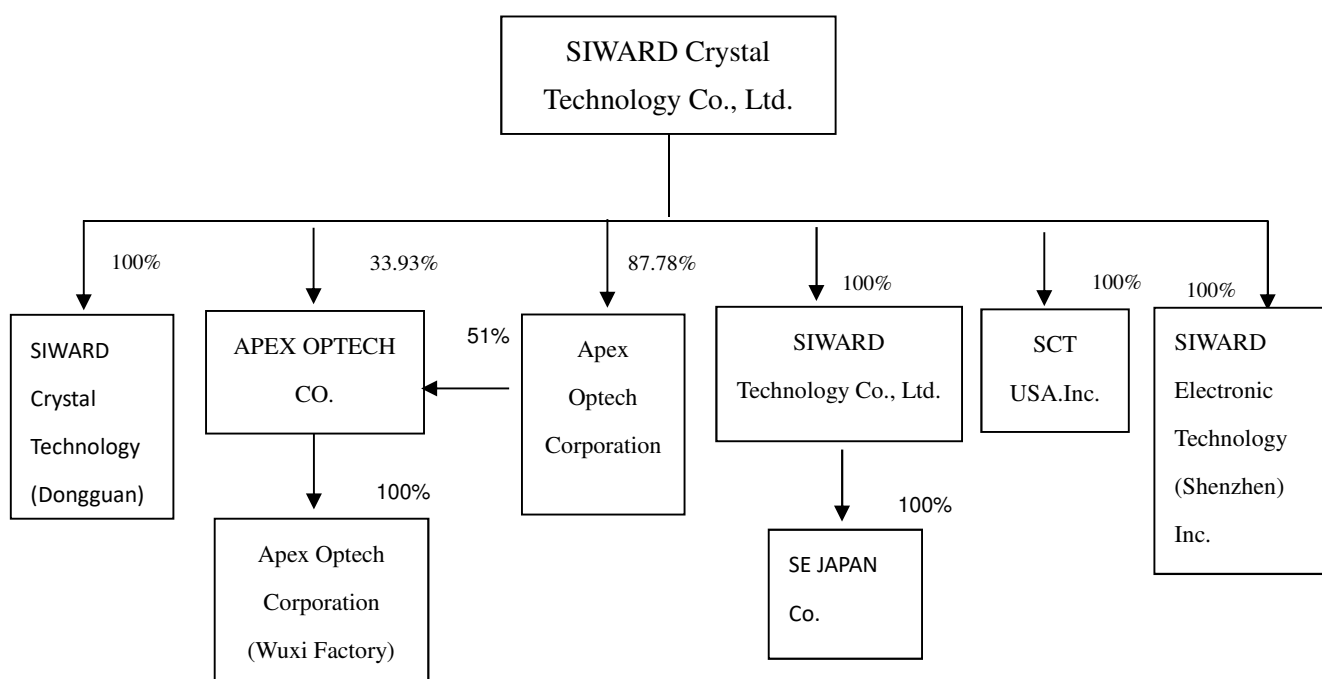 SIWARD Crystal
Technology Co., Ltd.
100%
33.93%
87.78%
100%
100%
100%
SIWARD
Crystal
Technology
(Dongguan)
APEX OPTECH
CO.
51%
Apex
Optech
Corporation
SIWARD
Technology Co., Ltd.
SCT
USA.Inc.
SIWARD
Electronic
Technology
(Shenzhen)
Inc.
100%
100%
Apex Optech
Corporation
(Wuxi Factory)
SE JAPAN
Co.